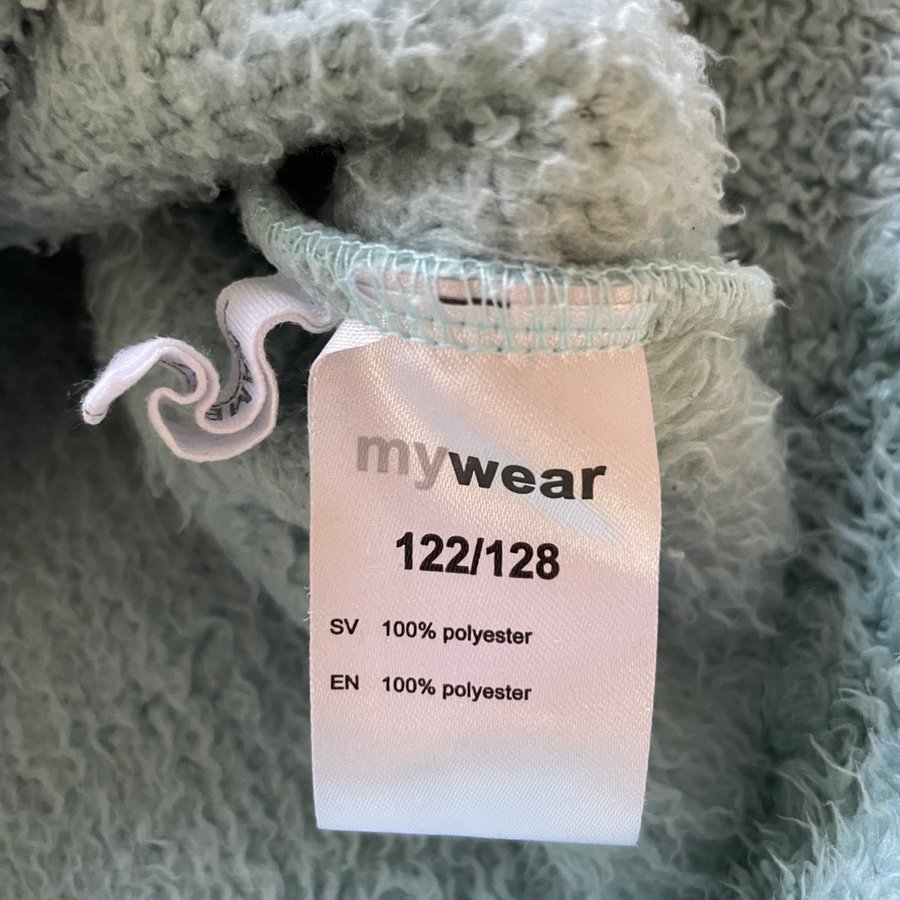 mywear
122/128
SV 100% polyester
EN 100% polyester